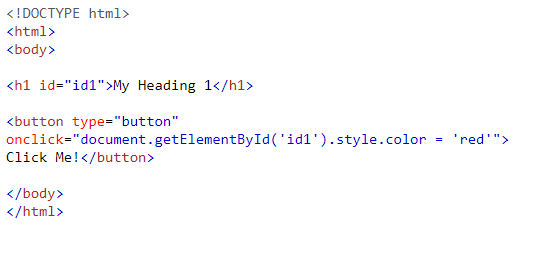 <!DOCTYPE html>
<html>
<body>
<h1 id="id1">My Heading 1</h1>
<button type="button"
onclick="document.getElementById('id1').style.color = 'red'">
Click Me!</button>
</body>
</html>